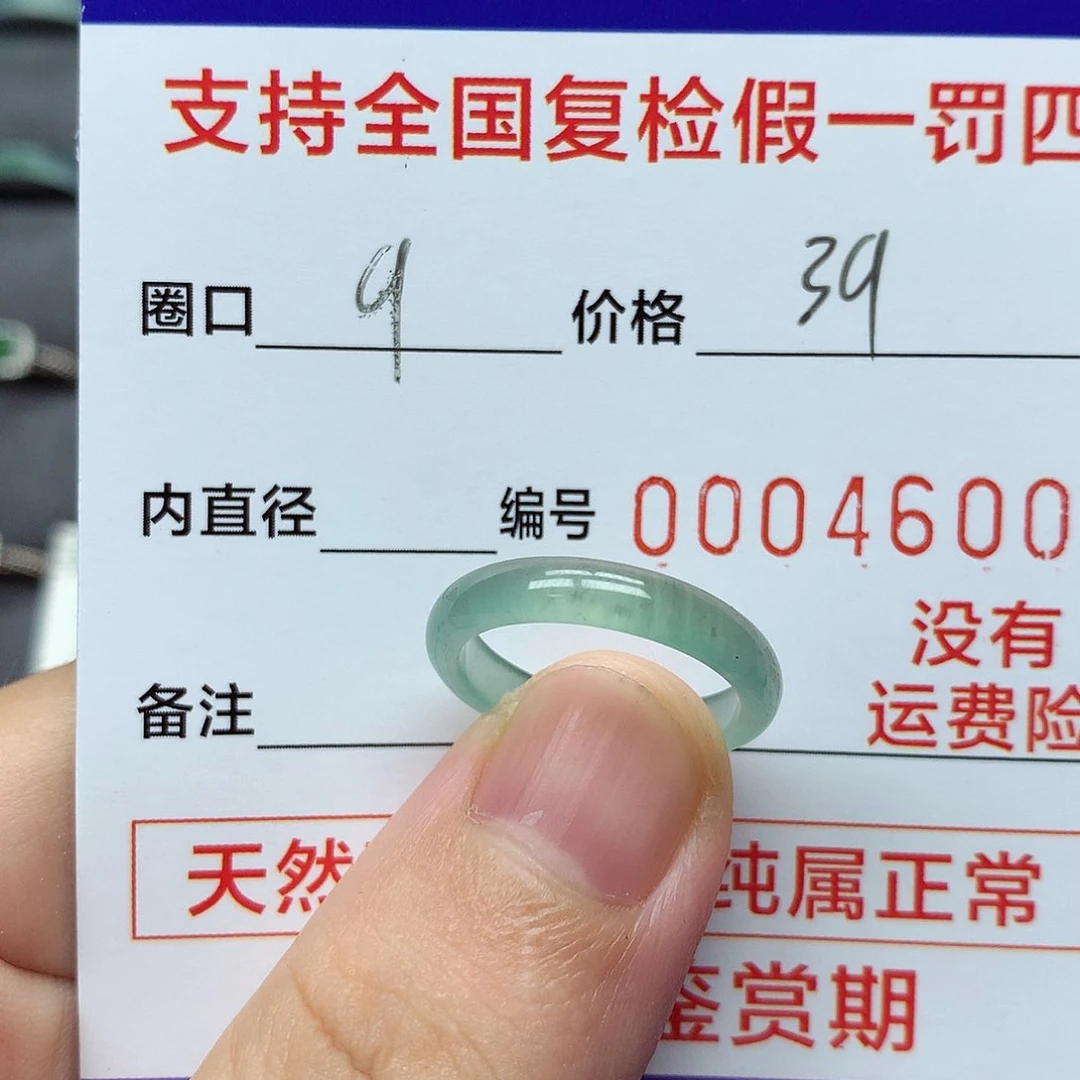 支持全国复检假一罚四
圈口 9 价格 39
内直径 编号 0004600
没有
备注 运费险
天然 纯属正常
鉴赏期